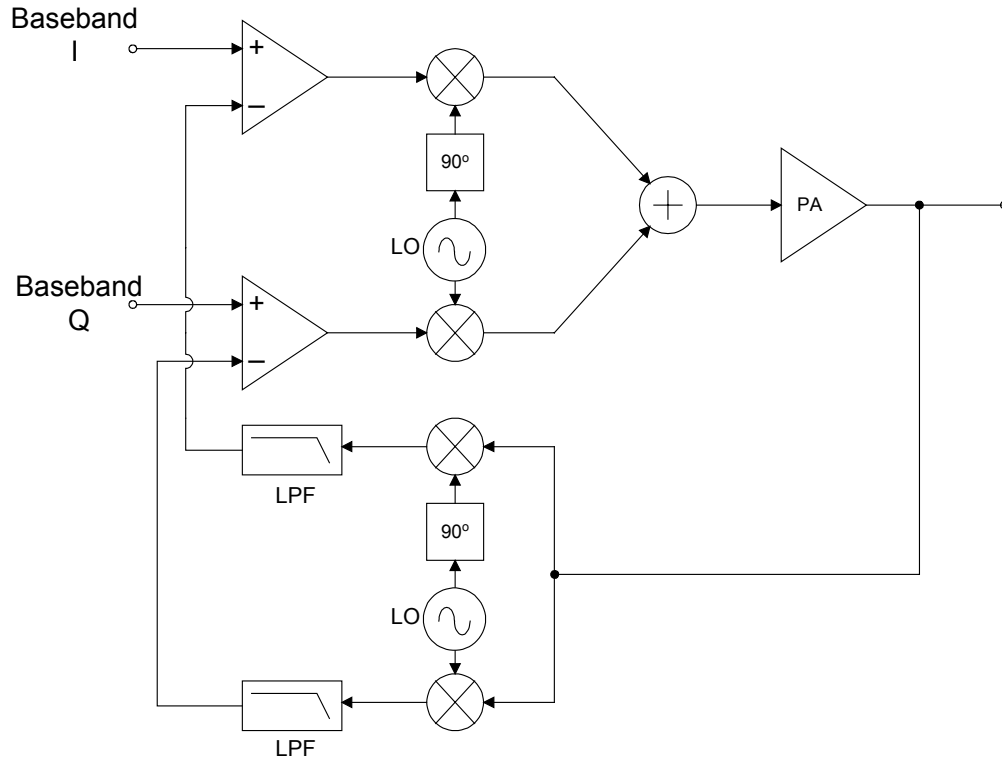 Baseband
I
+
−
90º
LO
PA
Baseband
Q
+
−
LPF
90º
LO
LPF